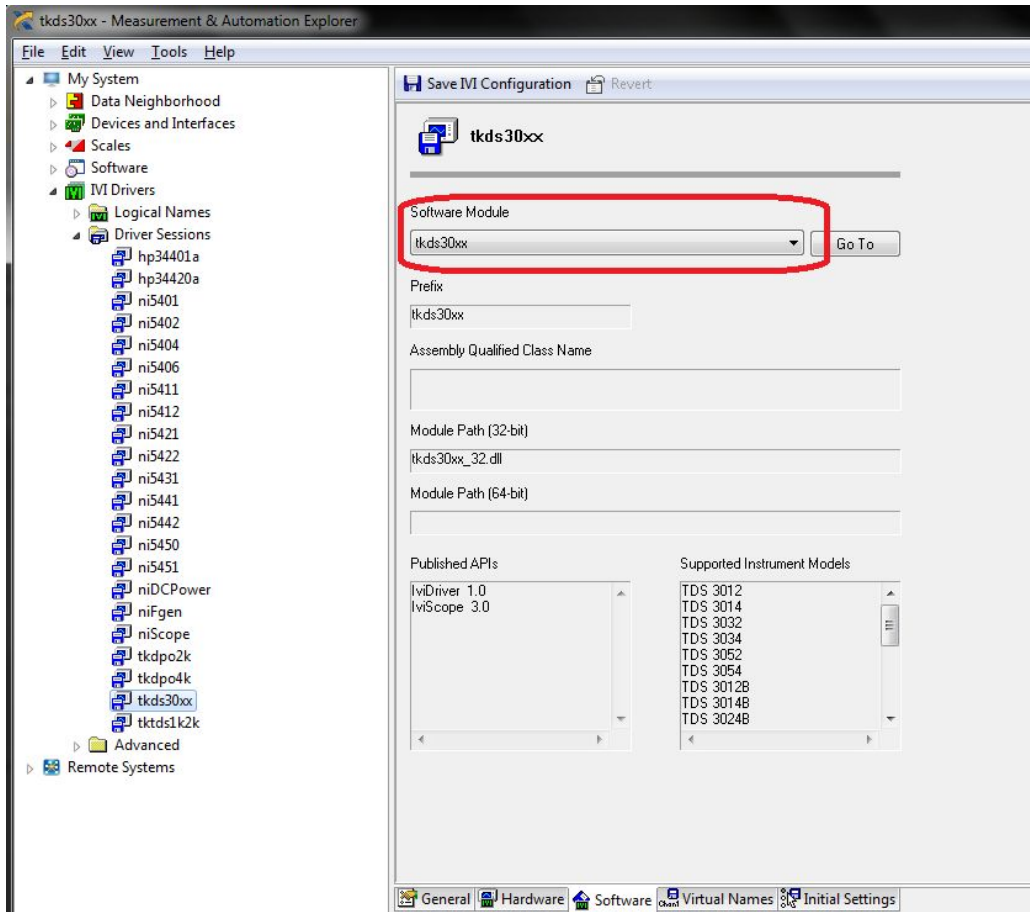 tkds30xx - Measurement & Automation Explorer
File Edit View Tools Help
My System
Data Neighborhood
Devices and Interfaces
Scales
Software
IVI Drivers
Logical Names
Driver Sessions
hp34401a
hp34420a
ni5401
ni5402
ni5404
ni5406
ni5411
ni5412
ni5421
ni5422
ni5431
ni5441
ni5442
ni5450
ni5451
niDCPower
niFgen
niScope
tkdpo2k
tkdpo4k
tkds30xx
tktds1k2k
Advanced
Remote Systems
Save IVI Configuration Revert
tkds30xx
Software Module
tkds30xx Go To
Prefix
tkds30xx
Assembly Qualified Class Name
Module Path (32-bit)
tkds30xx_32.dll
Module Path (64-bit)
Published APIs
IviDriver 1.0
IviScope 3.0
Supported Instrument Models
TDS 3012
TDS 3014
TDS 3032
TDS 3034
TDS 3052
TDS 3054
TDS 3012B
TDS 3014B
TDS 3024B
General Hardware Software Virtual Names Initial Settings